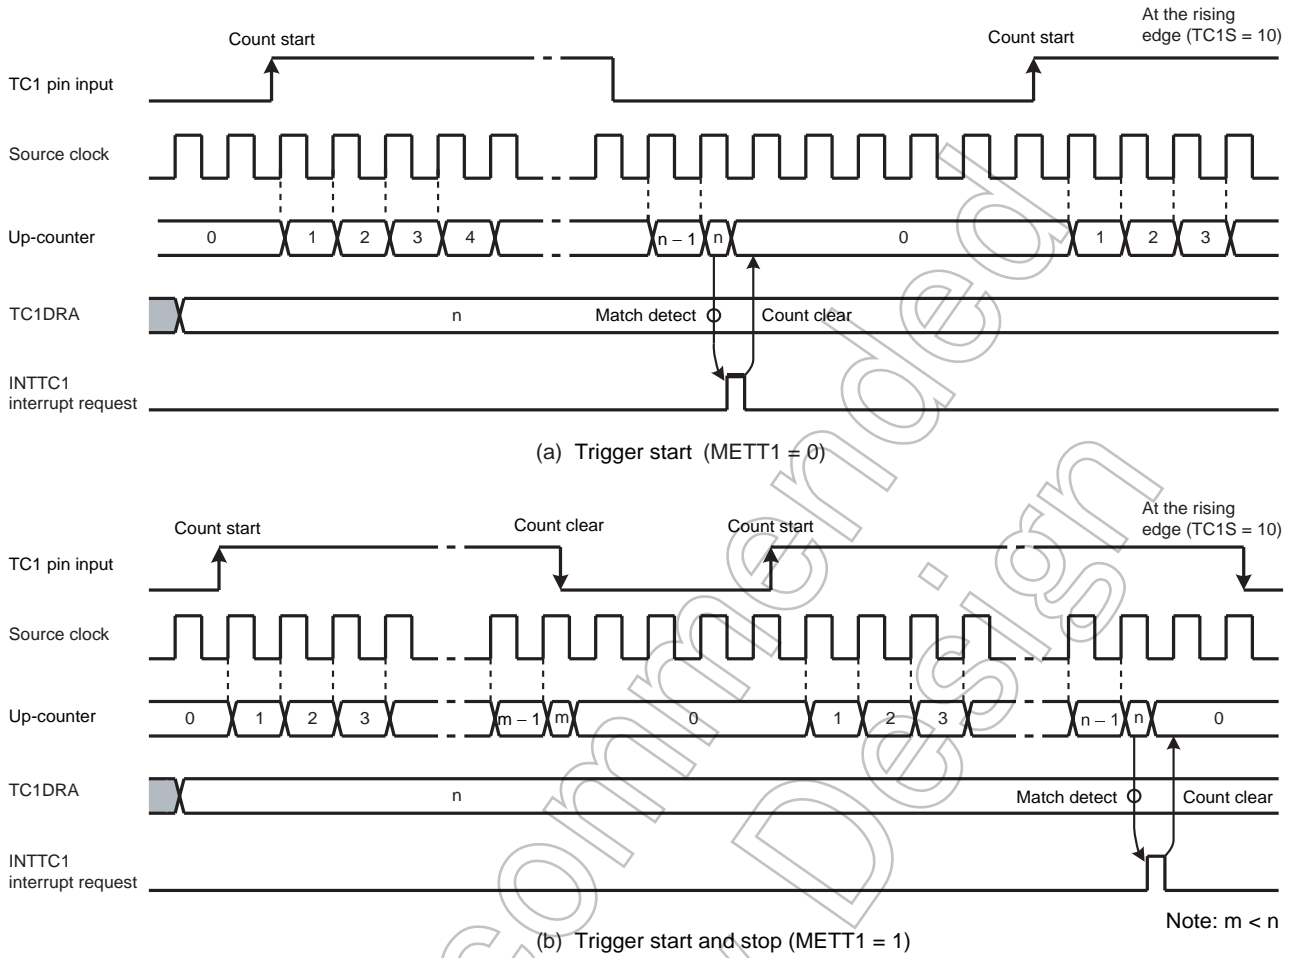 At the rising
edge (TC1S = 10)
Count start
Count start
TC1 pin input
Source clock
Up-counter
0 1 2 3 4 n – 1 n 0 1 2 3
TC1DRA
n
Match detect
Count clear
INTTC1
interrupt request
(a) Trigger start (METT1 = 0)
At the rising
edge (TC1S = 10)
Count start
Count clear
Count start
TC1 pin input
Source clock
Up-counter
0 1 2 3 m – 1 m 0 1 2 3 n – 1 n 0
TC1DRA
n
Match detect
Count clear
INTTC1
interrupt request
Note: m < n
(b) Trigger start and stop (METT1 = 1)